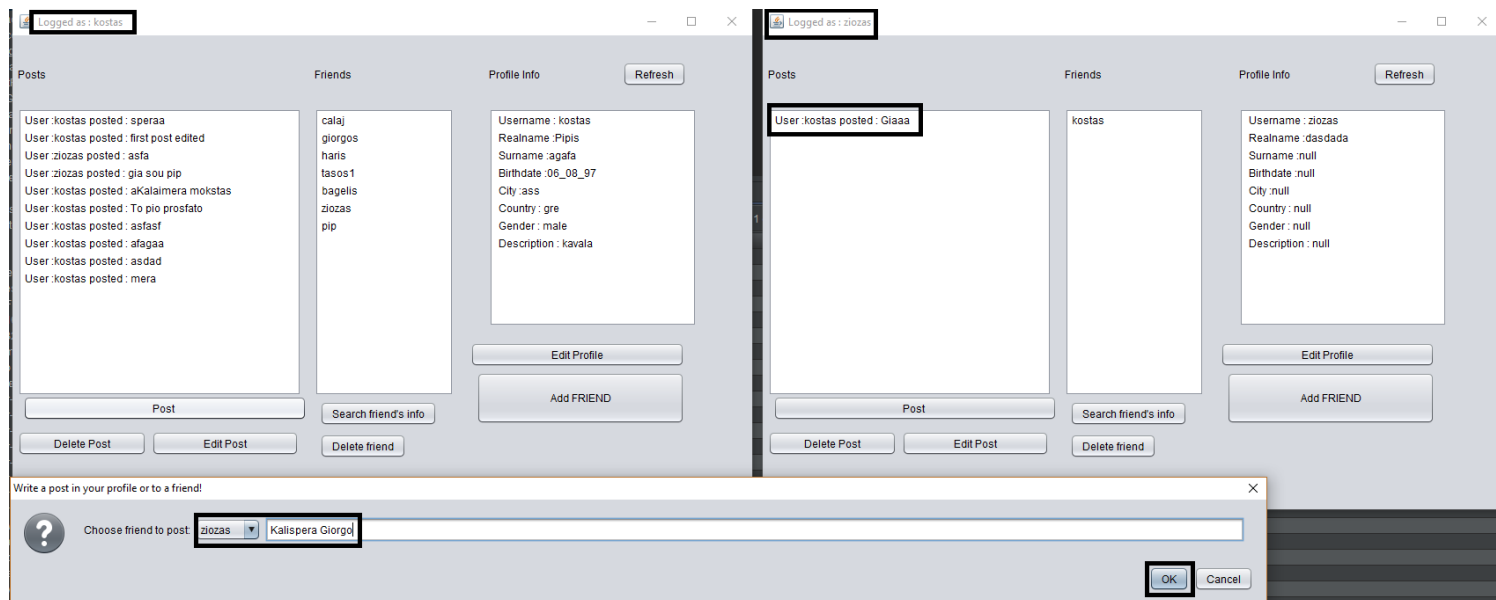 Logged as : kostas
Posts
Friends
Profile Info
Refresh
User :kostas posted : speraa
User :kostas posted : first post edited
User :ziozas posted : asfa
User :ziozas posted : gia sou pip
User :kostas posted : aKalaimera mokstas
User :kostas posted : To pio prosfato
User :kostas posted : asfasf
User :kostas posted : afagaa
User :kostas posted : asdad
User :kostas posted : mera
calaj
giorgos
haris
tasos1
bagelis
ziozas
pip
Username : kostas
Realname :Pipis
Surname :agafa
Birthdate :06_08_97
City :ass
Country : gre
Gender : male
Description : kavala
Edit Profile
Add FRIEND
Post
Search friend's info
Delete Post
Edit Post
Delete friend
Logged as : ziozas
Posts
Friends
Profile Info
Refresh
User :kostas posted : Giaaa
kostas
Username : ziozas
Realname :dasdada
Surname :null
Birthdate :null
City :null
Country : null
Gender : null
Description : null
Edit Profile
Add FRIEND
Post
Search friend's info
Delete Post
Edit Post
Delete friend
1
Write a post in your profile or to a friend!
Choose friend to post: ziozas Kalispera Giorgo
OK
Cancel